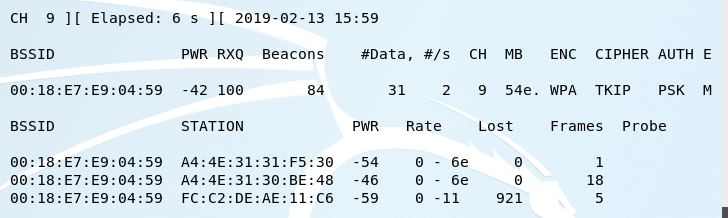 CH  9 ][ Elapsed: 6 s ][ 2019-02-13 15:59
BSSID              PWR RXQ  Beacons    #Data, #/s  CH  MB   ENC  CIPHER AUTH E
00:18:E7:E9:04:59  -42 100       84       31    2   9  54e. WPA  TKIP   PSK  M
BSSID              STATION            PWR   Rate    Lost    Frames  Probe
00:18:E7:E9:04:59  A4:4E:31:31:F5:30  -54    0 - 6e     0        1
00:18:E7:E9:04:59  A4:4E:31:30:BE:48  -46    0 - 6e     0       18
00:18:E7:E9:04:59  FC:C2:DE:AE:11:C6  -59    0 -11    921        5